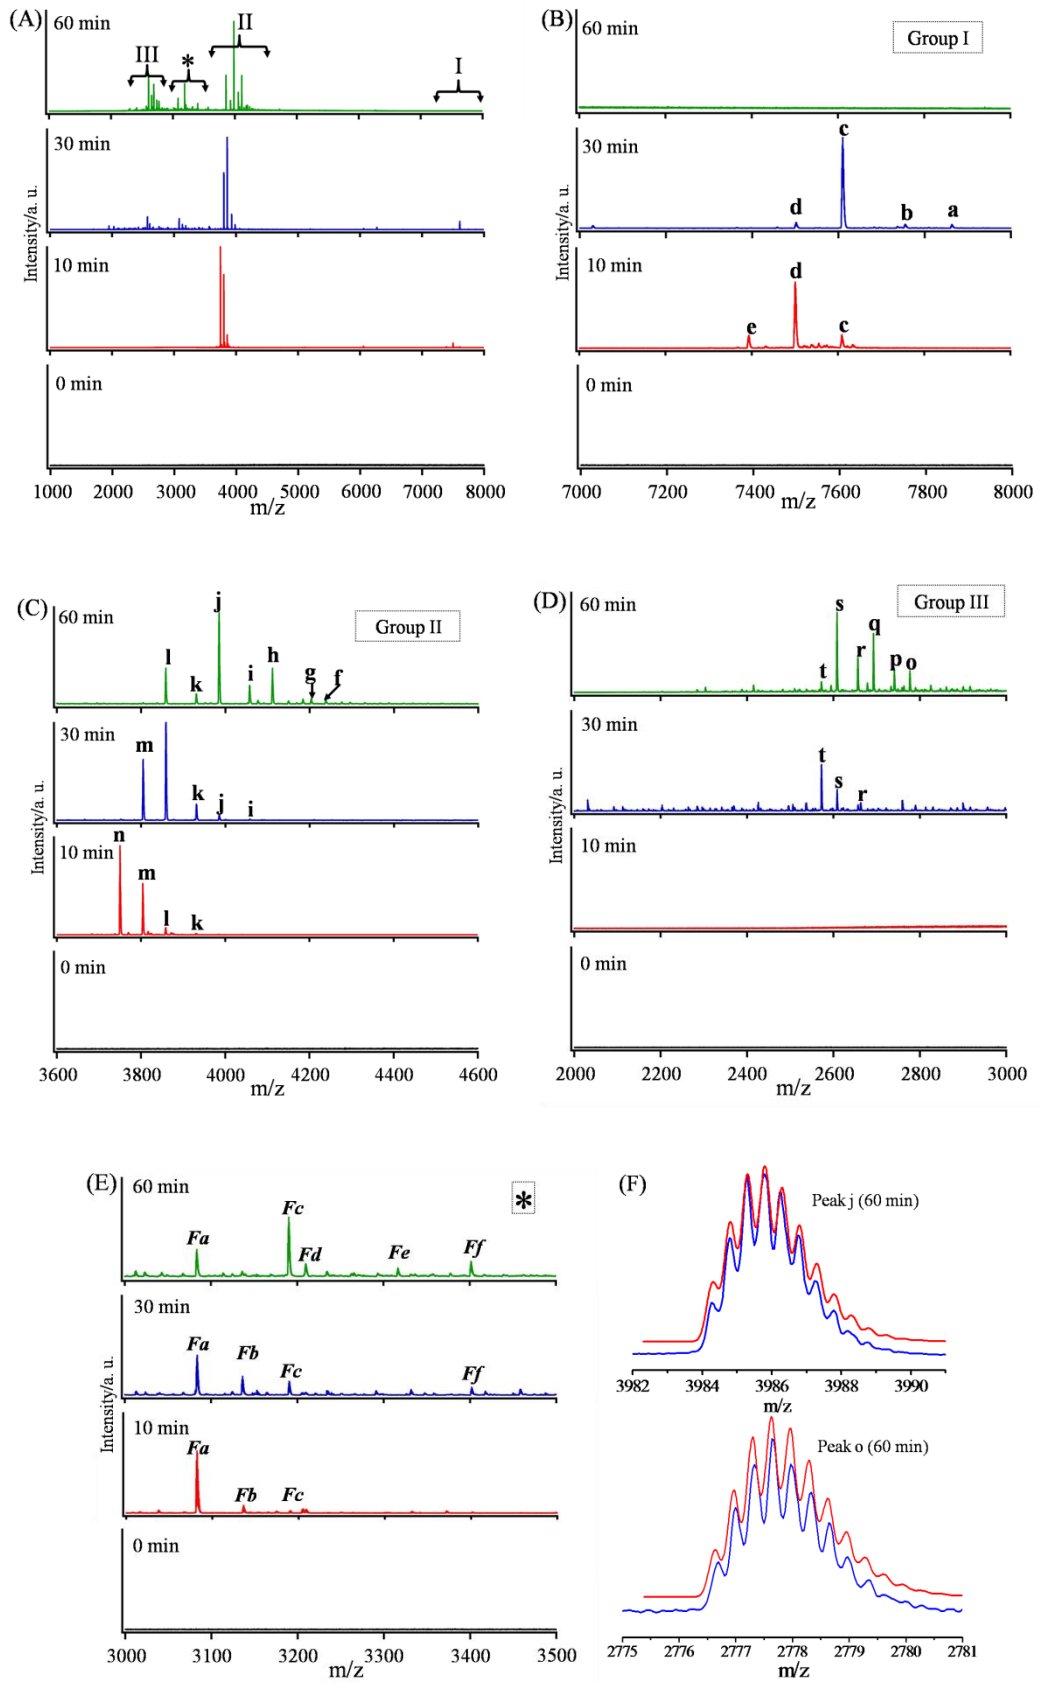 (A)
60 min
III
*
II
I
30 min
10 min
0 min
Intensity/a. u.
1000 2000 3000 4000 5000 6000 7000 8000
m/z
(B)
60 min
Group I
30 min
c
d
b
a
10 min
d
e
c
0 min
Intensity/a. u.
7000 7200 7400 7600 7800 8000
m/z
(C)
60 min
Group II
j
l
k
i
h
g
f
30 min
m
k
j
i
10 min
n
m
l
k
0 min
Intensity/a. u.
3600 3800 4000 4200 4400 4600
m/z
(D)
60 min
Group III
s
q
r
t
p
o
30 min
t
s
r
10 min
0 min
Intensity/a. u.
2000 2200 2400 2600 2800 3000
m/z
(E)
60 min
*
Fa
Fc
Fd
Fe
Ff
30 min
Fa
Fb
Fc
Ff
10 min
Fa
Fb
Fc
0 min
Intensity/a. u.
3000 3100 3200 3300 3400 3500
m/z
(F)
Peak j (60 min)
3982 3984 3986 3988 3990
m/z
Peak o (60 min)
2775 2776 2777 2778 2779 2780 2781
m/z